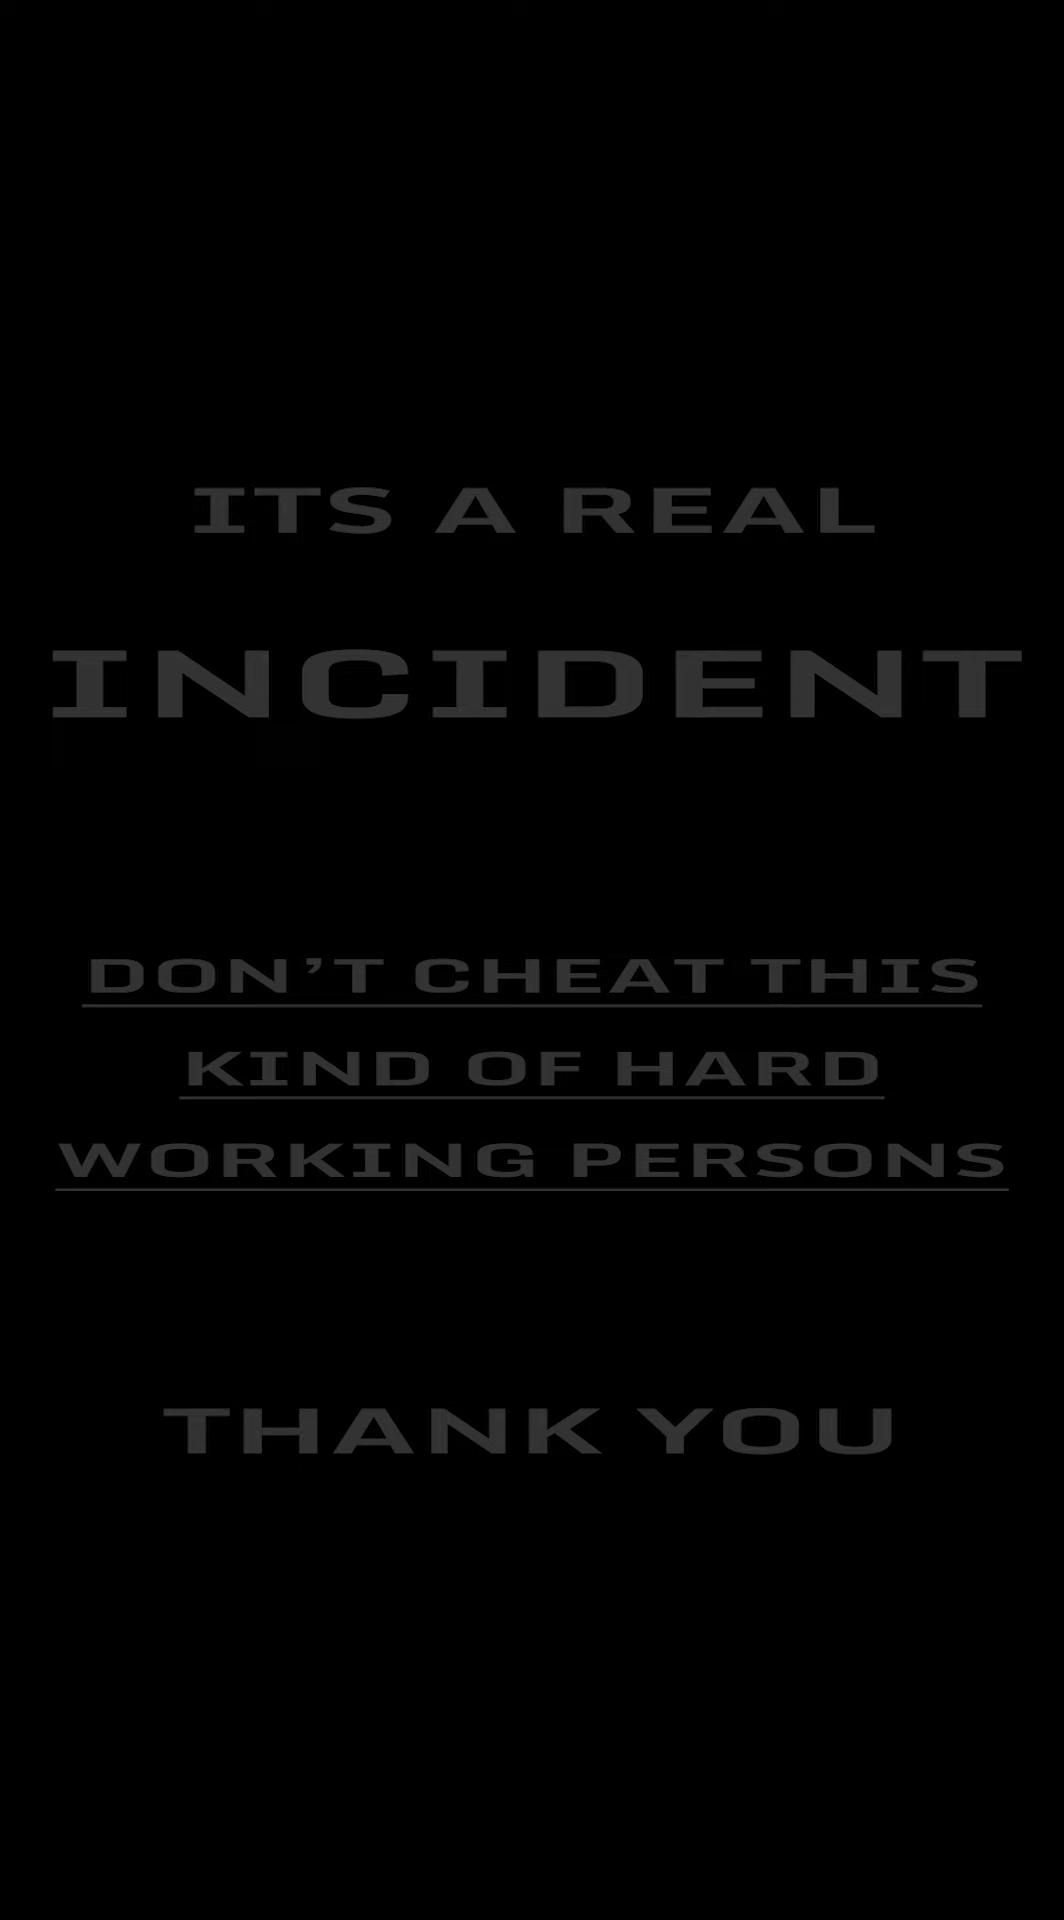 ITS A REAL
INCIDENT
DON’T CHEAT THIS
KIND OF HARD
WORKING PERSONS
THANK YOU